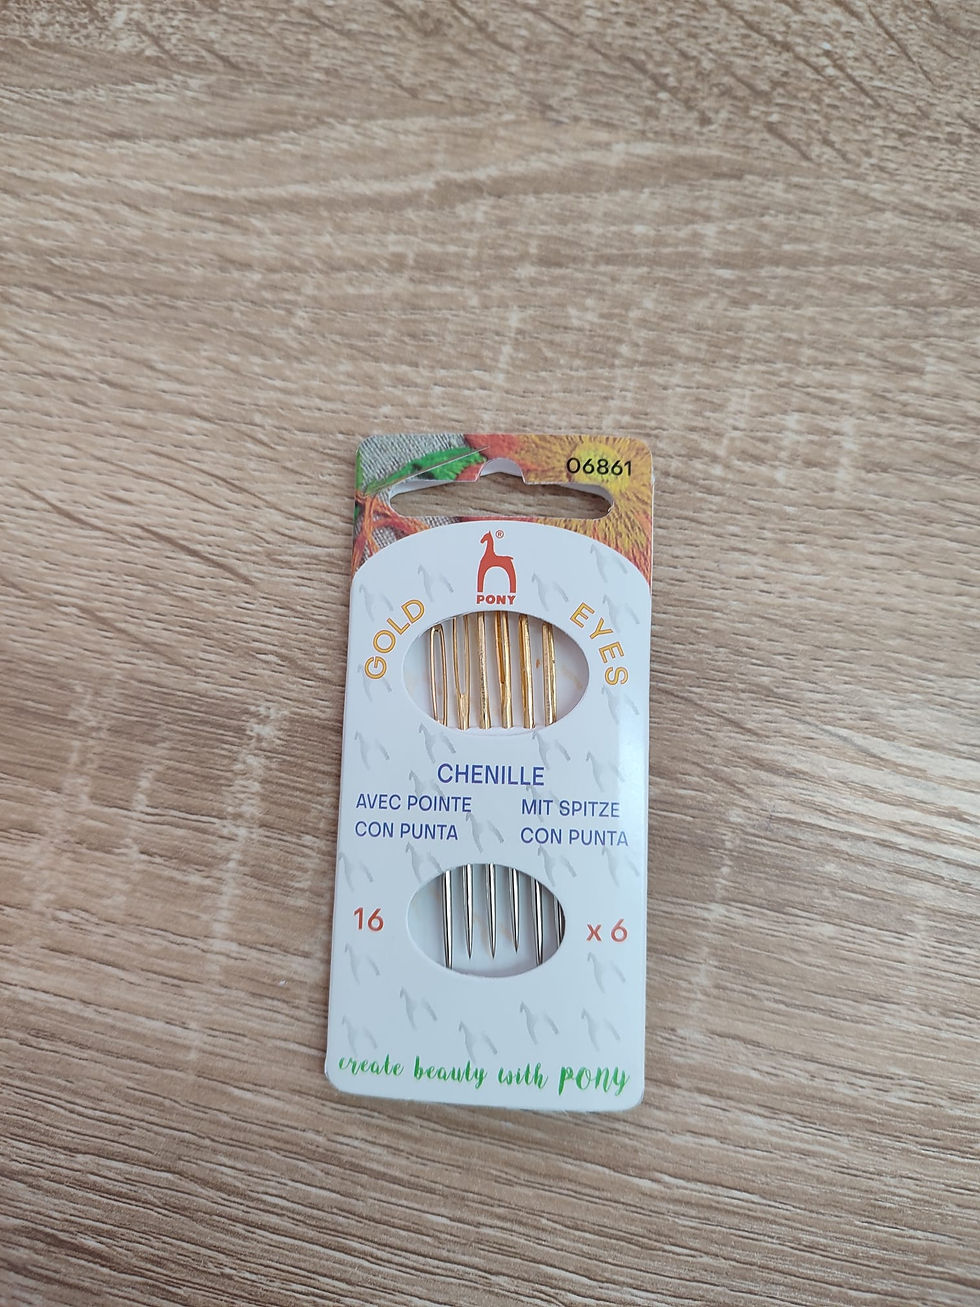 06861
®
PONY
GOLD EYES
CHENILLE
AVEC POINTE
MIT SPITZE
CON PUNTA
CON PUNTA
16
x 6
create beauty with PONY